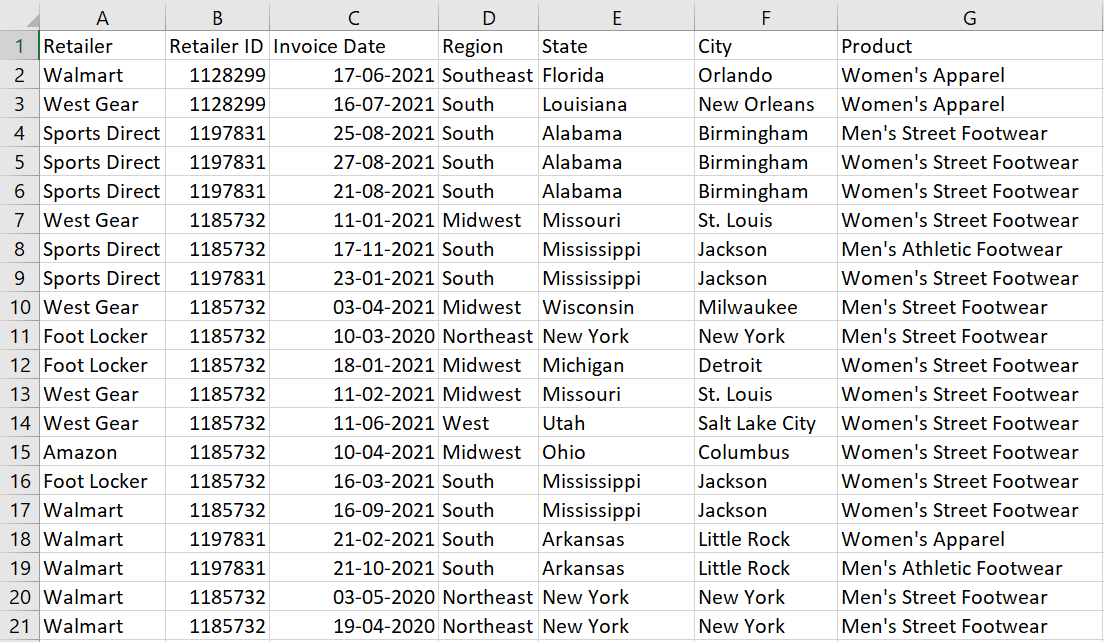 A B C D E F G
1 Retailer Retailer ID Invoice Date Region State City Product
2 Walmart 1128299 17-06-2021 Southeast Florida Orlando Women's Apparel
3 West Gear 1128299 16-07-2021 South Louisiana New Orleans Women's Apparel
4 Sports Direct 1197831 25-08-2021 South Alabama Birmingham Men's Street Footwear
5 Sports Direct 1197831 27-08-2021 South Alabama Birmingham Women's Street Footwear
6 Sports Direct 1197831 21-08-2021 South Alabama Birmingham Women's Street Footwear
7 West Gear 1185732 11-01-2021 Midwest Missouri St. Louis Women's Street Footwear
8 Sports Direct 1185732 17-11-2021 South Mississippi Jackson Men's Athletic Footwear
9 Sports Direct 1197831 23-01-2021 South Mississippi Jackson Women's Street Footwear
10 West Gear 1185732 03-04-2021 Midwest Wisconsin Milwaukee Men's Street Footwear
11 Foot Locker 1185732 10-03-2020 Northeast New York New York Men's Street Footwear
12 Foot Locker 1185732 18-01-2021 Midwest Michigan Detroit Women's Street Footwear
13 West Gear 1185732 11-02-2021 Midwest Missouri St. Louis Women's Street Footwear
14 West Gear 1185732 11-06-2021 West Utah Salt Lake City Women's Street Footwear
15 Amazon 1185732 10-04-2021 Midwest Ohio Columbus Women's Street Footwear
16 Foot Locker 1185732 16-03-2021 South Mississippi Jackson Women's Street Footwear
17 Walmart 1185732 16-09-2021 South Mississippi Jackson Women's Street Footwear
18 Walmart 1197831 21-02-2021 South Arkansas Little Rock Women's Apparel
19 Walmart 1197831 21-10-2021 South Arkansas Little Rock Men's Athletic Footwear
20 Walmart 1185732 03-05-2020 Northeast New York New York Men's Street Footwear
21 Walmart 1185732 19-04-2020 Northeast New York New York Men's Street Footwear